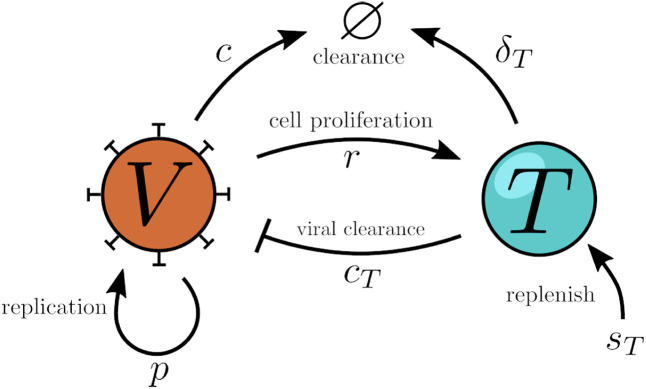 ∅
c
clearance
δ_T
cell proliferation
r
V
T
viral clearance
c_T
replication
replenish
p
s_T